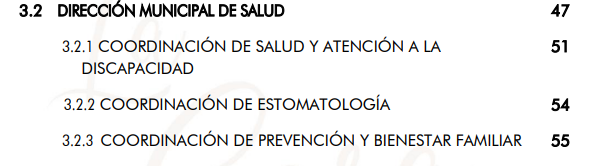 3.2 DIRECCIÓN MUNICIPAL DE SALUD 47
3.2.1 COORDINACIÓN DE SALUD Y ATENCIÓN A LA 51
DISCAPACIDAD
3.2.2 COORDINACIÓN DE ESTOMATOLOGÍA 54
3.2.3 COORDINACIÓN DE PREVENCIÓN Y BIENESTAR FAMILIAR 55